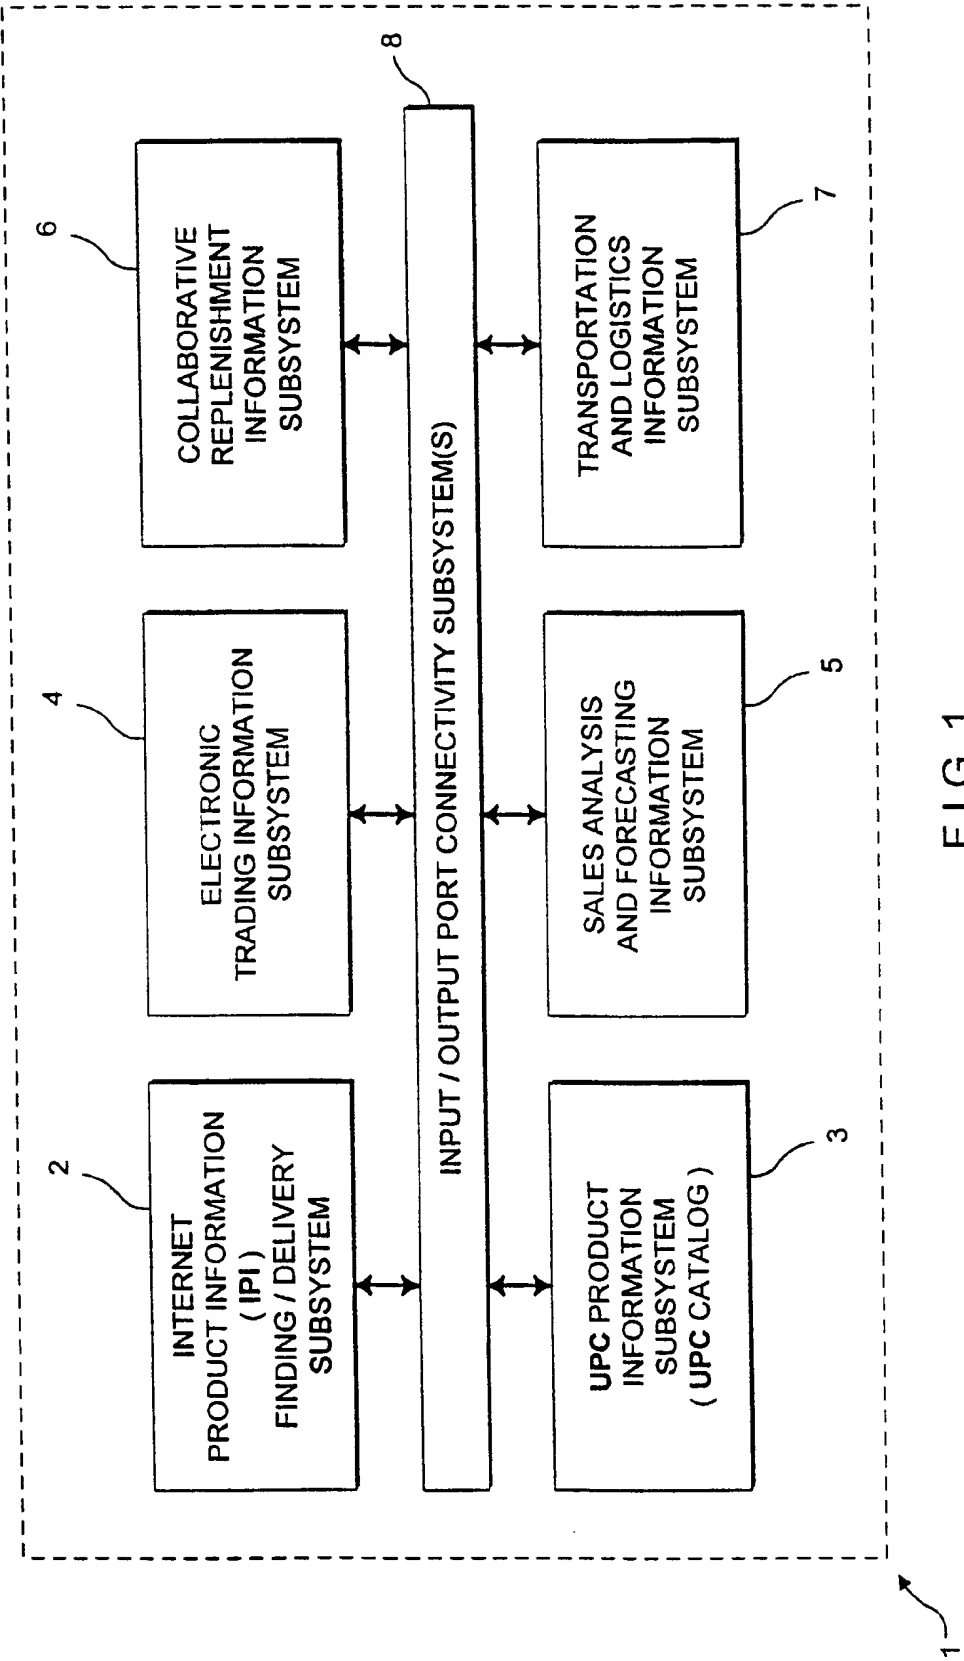 2
INTERNET
PRODUCT INFORMATION
( IPI )
FINDING / DELIVERY
SUBSYSTEM
4
ELECTRONIC
TRADING INFORMATION
SUBSYSTEM
6
COLLABORATIVE
REPLENISHMENT
INFORMATION
SUBSYSTEM
8
INPUT / OUTPUT PORT CONNECTIVITY SUBSYSTEM(S)
UPC PRODUCT
INFORMATION
SUBSYSTEM
( UPC CATALOG )
3
SALES ANALYSIS
AND FORECASTING
INFORMATION
SUBSYSTEM
5
TRANSPORTATION
AND LOGISTICS
INFORMATION
SUBSYSTEM
7
1
FIG 1